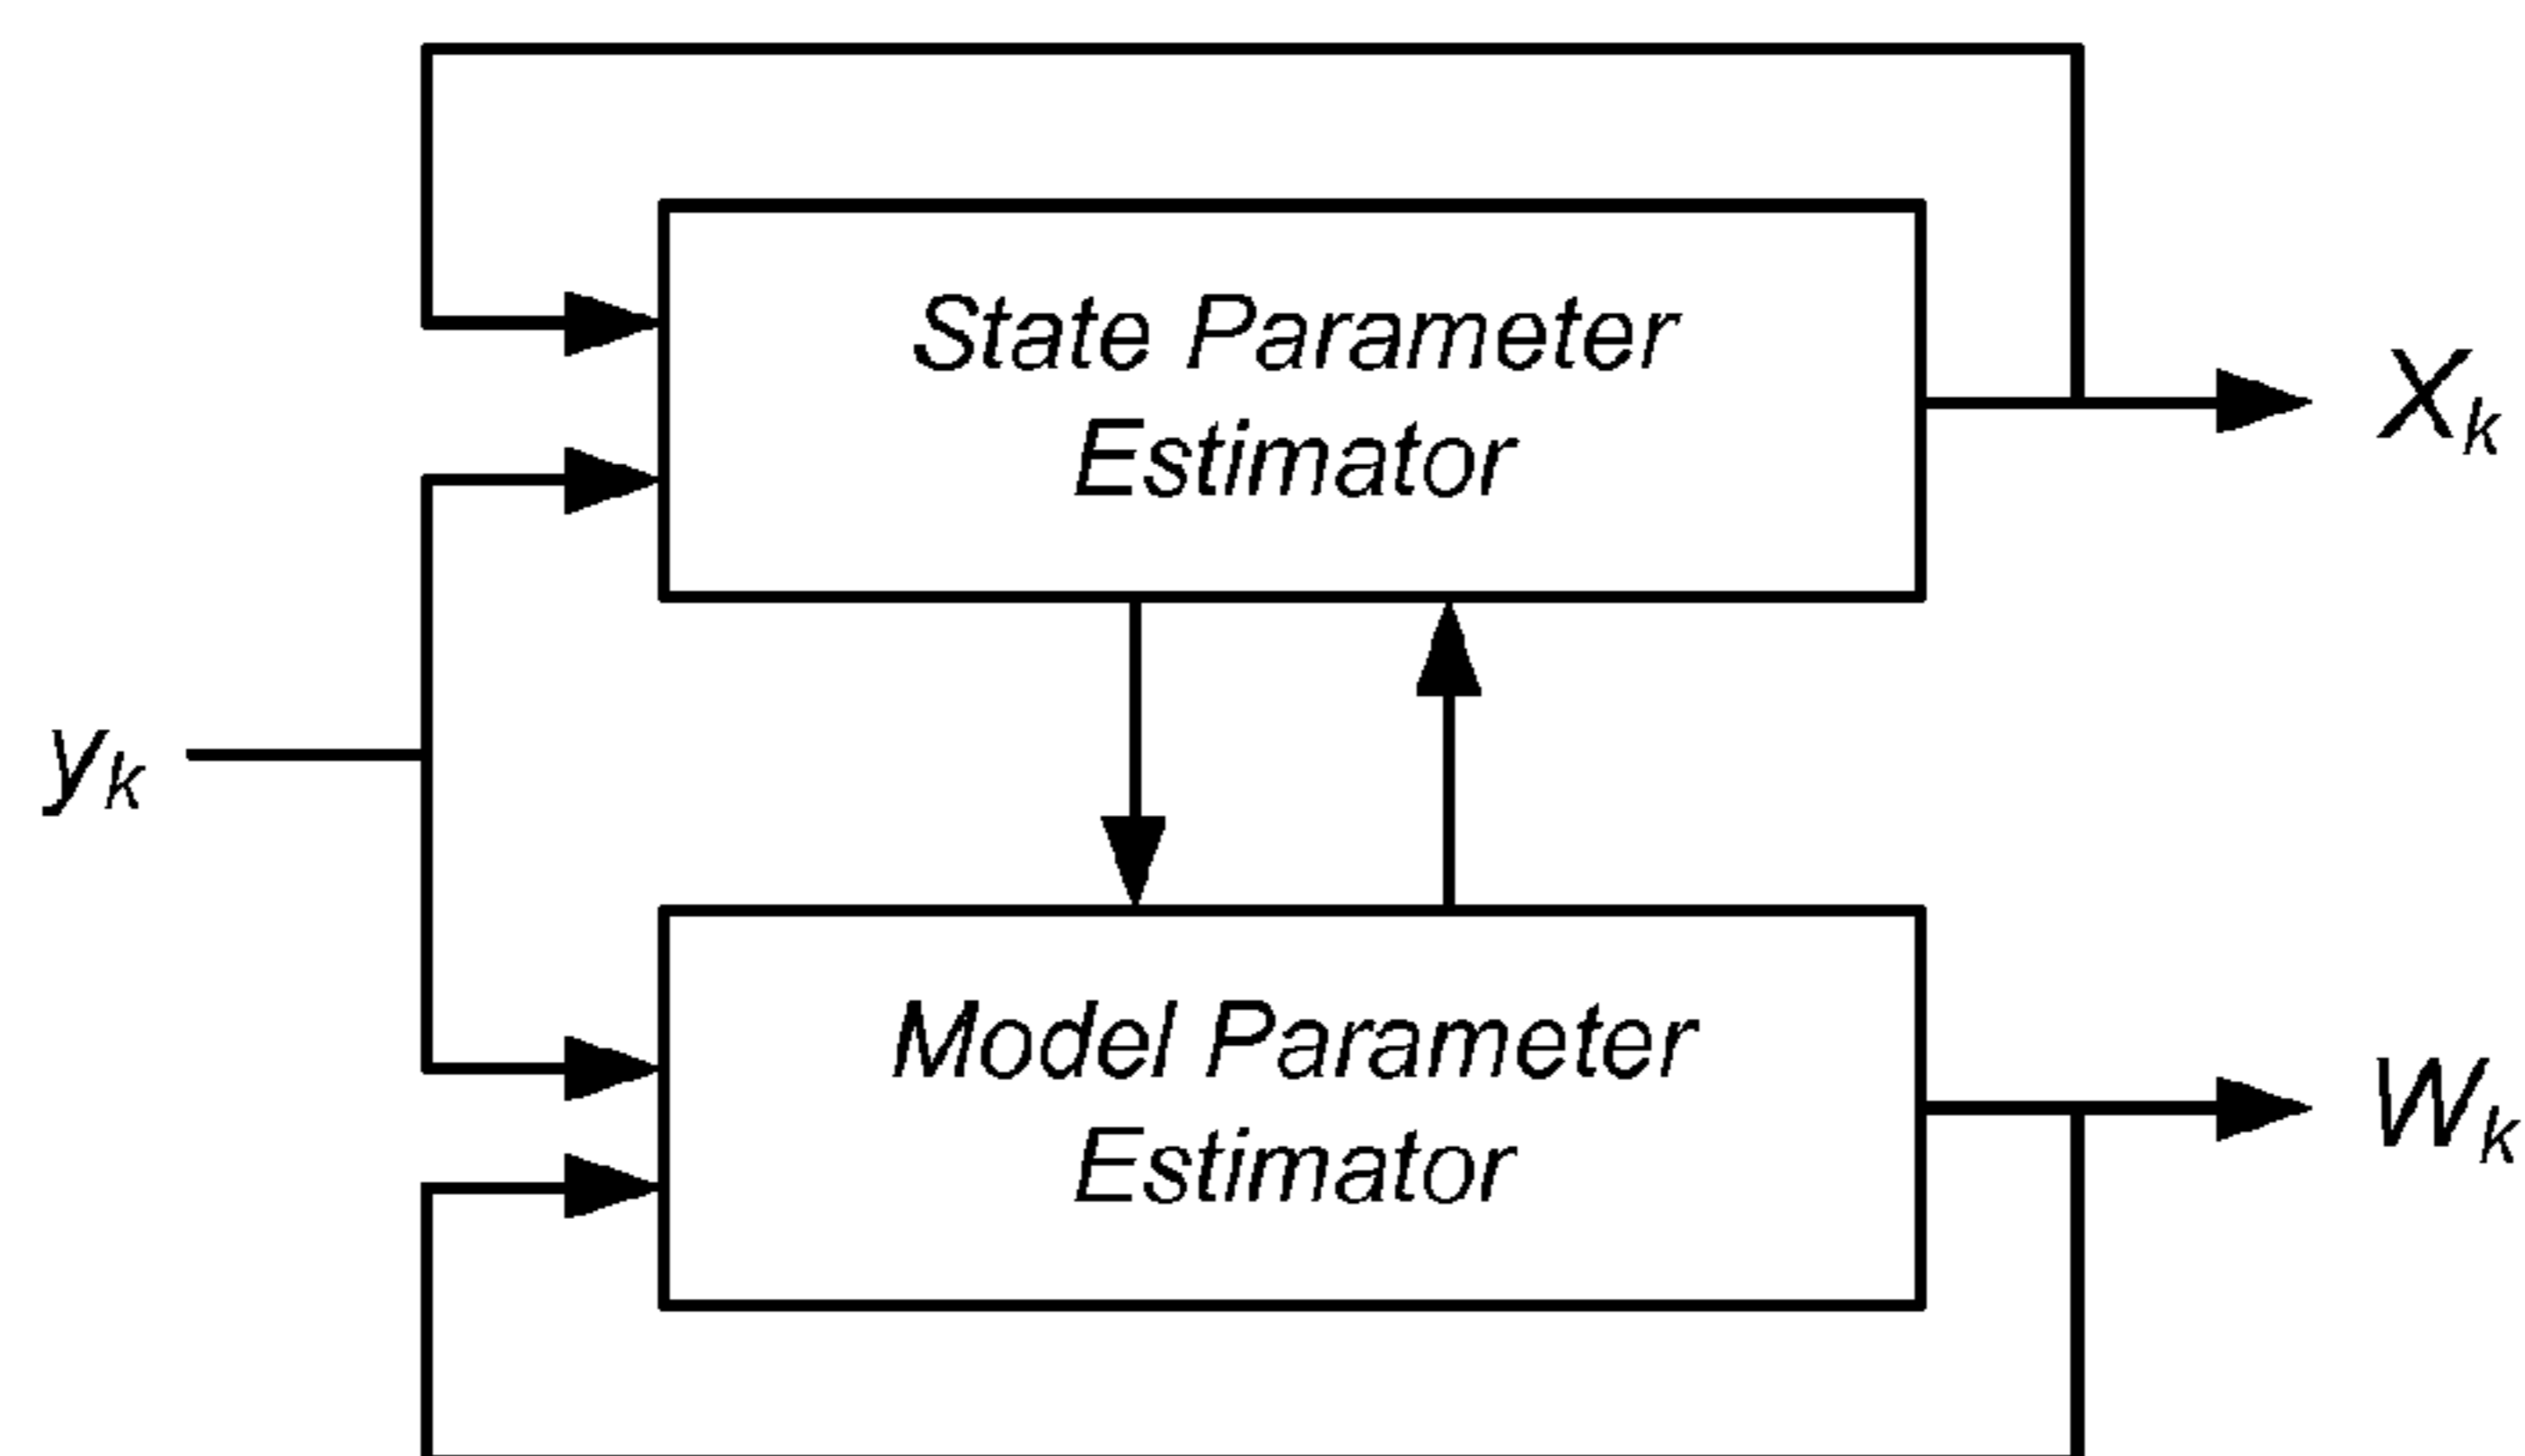 State Parameter
Estimator
X_k
y_k
Model Parameter
Estimator
W_k